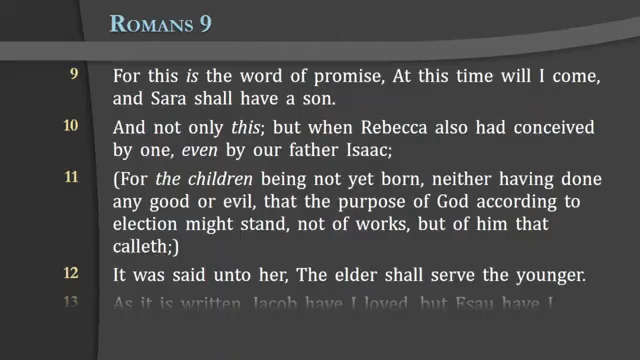 ROMANS 9
9 For this is the word of promise, At this time will I come,
and Sara shall have a son.
10 And not only this; but when Rebecca also had conceived
by one, even by our father Isaac;
11 (For the children being not yet born, neither having done
any good or evil, that the purpose of God according to
election might stand, not of works, but of him that
calleth;)
12 It was said unto her, The elder shall serve the younger.
13 As it is written, Jacob have I loved, but Esau have I